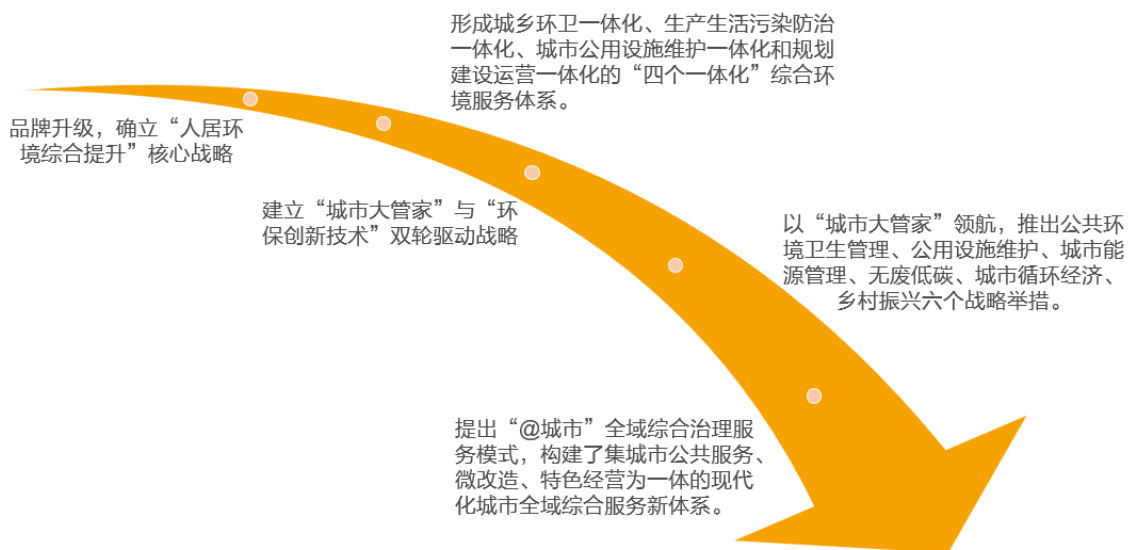 形成城乡环卫一体化、生产生活污染防治
一体化、城市公用设施维护一体化和规划
建设运营一体化的“四个一体化”综合环
境服务体系。
品牌升级，确立“人居环
境综合提升”核心战略
建立“城市大管家”与“环
保创新技术”双轮驱动战略
以“城市大管家”领航，推出公共环
境卫生管理、公用设施维护、城市能
源管理、无废低碳、城市循环经济、
乡村振兴六个战略举措。
提出“@城市”全域综合治理服
务模式，构建了集城市公共服务、
微改造、特色经营为一体的现代
化城市全域综合服务新体系。